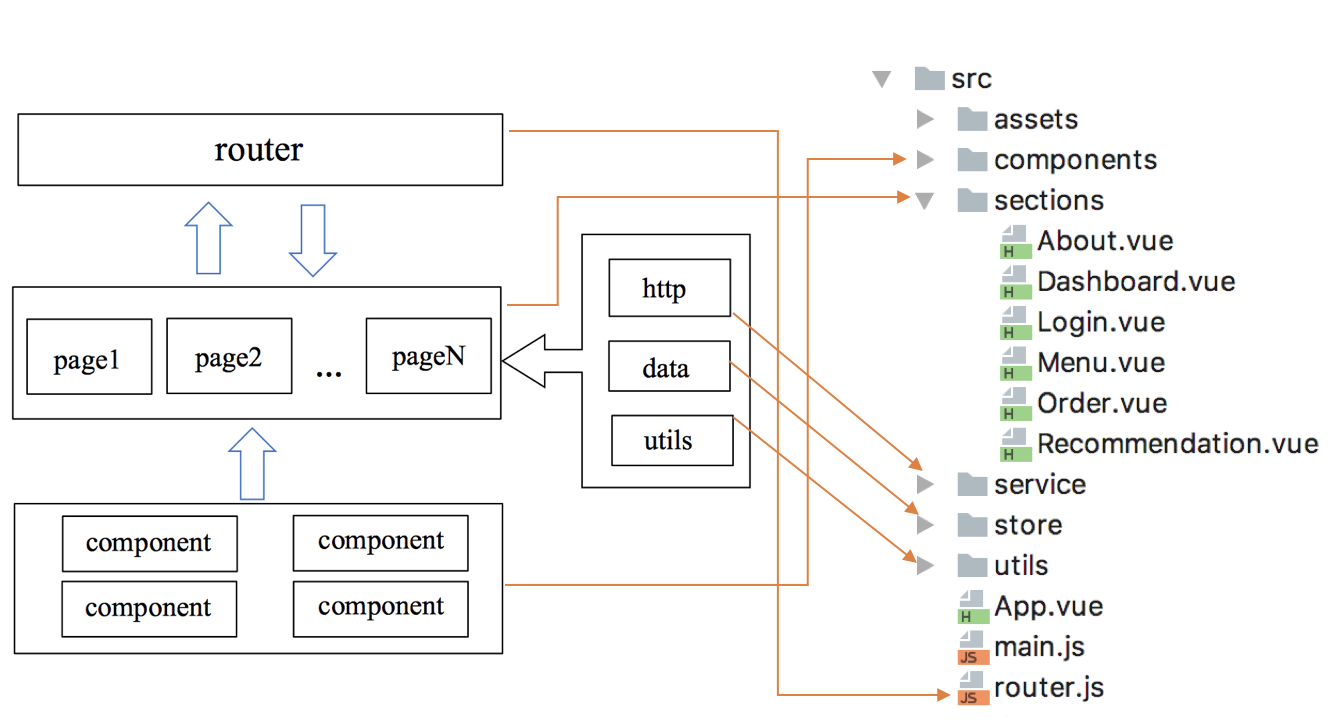 router
page1
page2
...
pageN
http
data
utils
component
component
component
component
src
assets
components
sections
H About.vue
H Dashboard.vue
H Login.vue
H Menu.vue
H Order.vue
H Recommendation.vue
service
store
utils
H App.vue
JS main.js
JS router.js